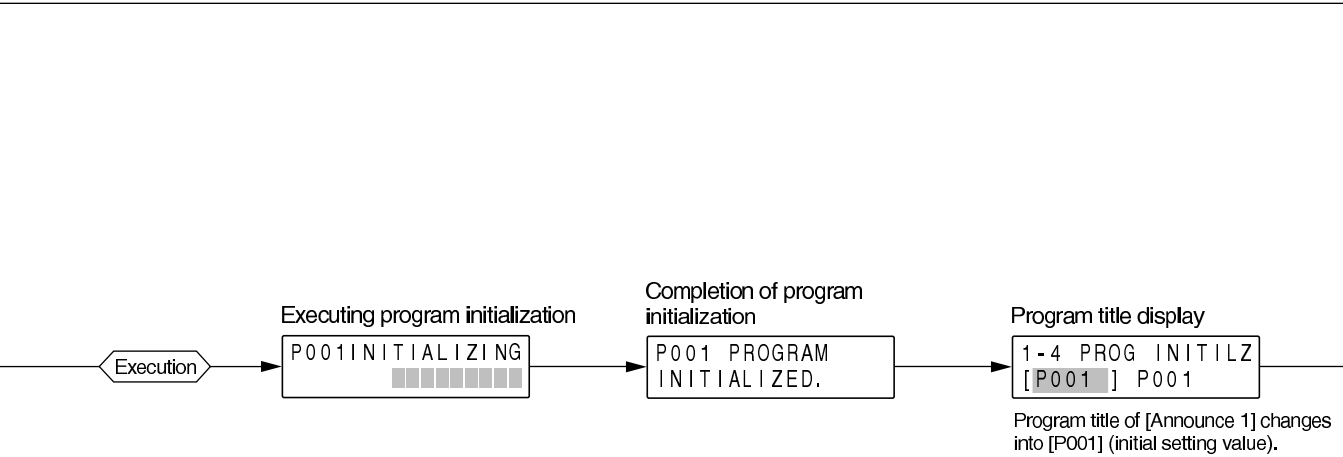 Execution
Executing program initialization
P001INITIALIZING
Completion of program
initialization
P001 PROGRAM
INITIALIZED.
Program title display
1-4 PROG INITILZ
[P001 ] P001
Program title of [Announce 1] changes
into [P001] (initial setting value).